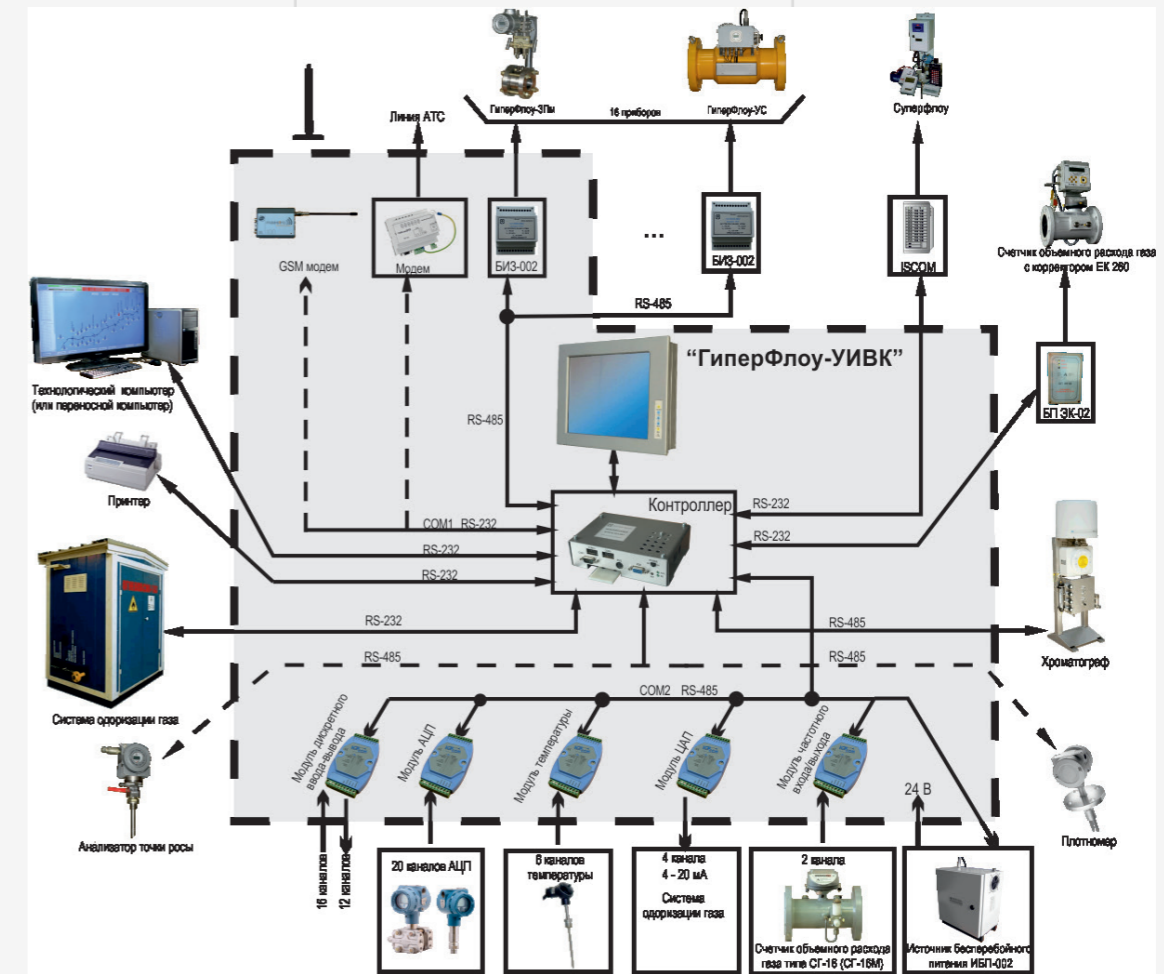 ГиперФлоу-3Пм
16 приборов
ГиперФлоу-УС
Суперфлоу
Линия АТС
GSM модем
Модем
БИЗ-002
...
БИЗ-002
ISCOM
Счетчик объемного расхода газа
с корректором ЕК 260
RS-485
"ГиперФлоу-УИВК"
БП ЭК-02
Технологический компьютер
(или переносной компьютер)
RS-485
Принтер
Контроллер
COM1 RS-232
RS-232
RS-232
RS-232
RS-232
RS-232
RS-485
Хроматограф
RS-485
RS-485
Система одоризации газа
COM2 RS-485
Модуль дискретного
ввода-вывода
Модуль АЦП
Модуль температуры
Модуль ЦАП
Модуль частотного
входа/выхода
24 В
Анализатор точки росы
Плотномер
16 каналов
12 каналов
20 каналов АЦП
6 каналов
температуры
4 канала
4 - 20 мА
Система
одоризации газа
2 канала
Счетчик объемного расхода
газа типа СГ-16 (СГ-16М)
Источник бесперебойного
питания ИБП-002